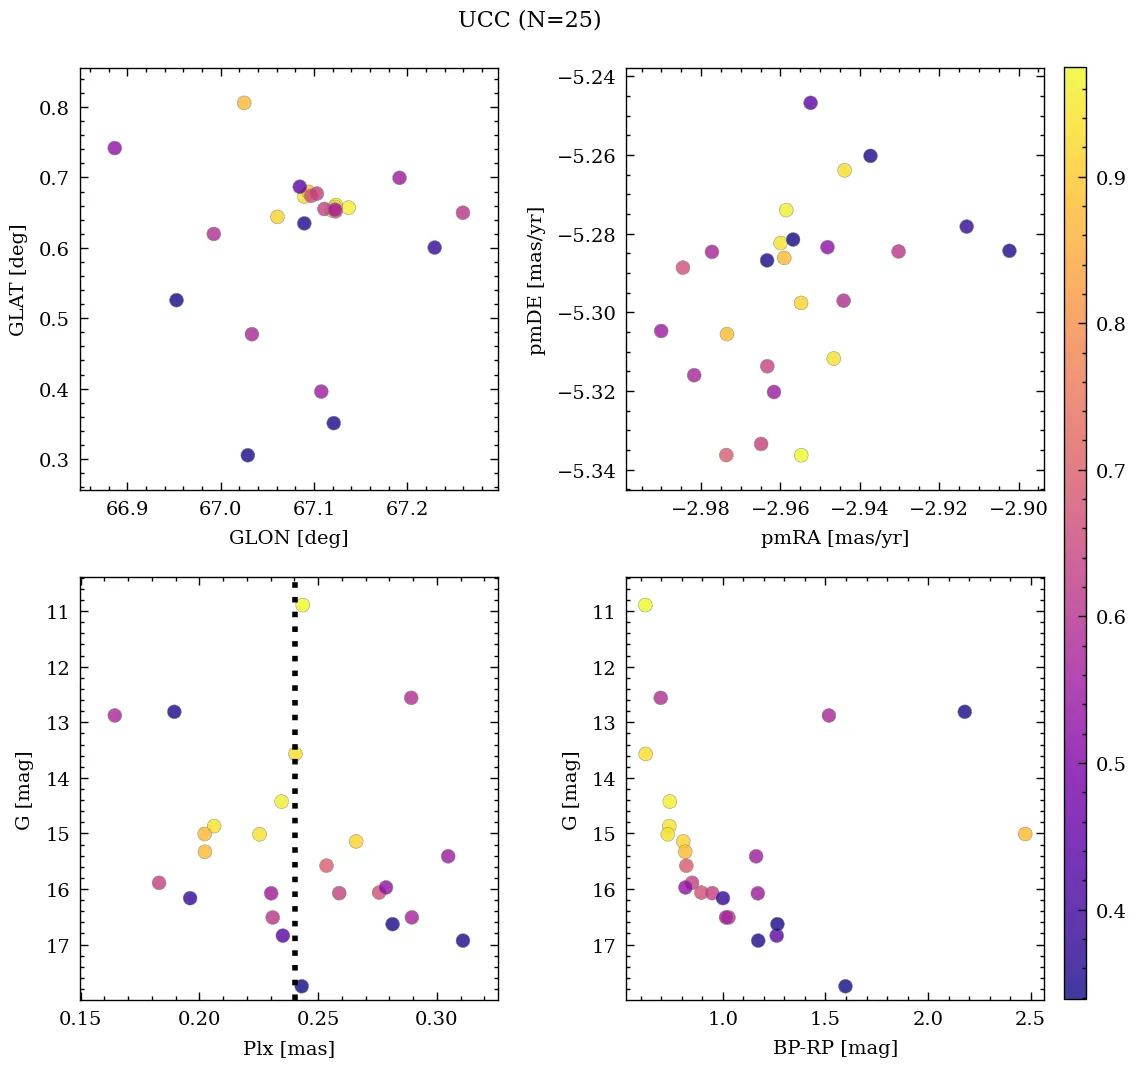 UCC (N=25)
0.8
0.7
0.6
0.5
0.4
0.3
GLAT [deg]
66.9 67.0 67.1 67.2
GLON [deg]
−5.24
−5.26
−5.28
−5.30
−5.32
−5.34
pmDE [mas/yr]
−2.98 −2.96 −2.94 −2.92 −2.90
pmRA [mas/yr]
11
12
13
14
15
16
17
G [mag]
0.15 0.20 0.25 0.30
Plx [mas]
11
12
13
14
15
16
17
G [mag]
1.0 1.5 2.0 2.5
BP-RP [mag]
0.9
0.8
0.7
0.6
0.5
0.4